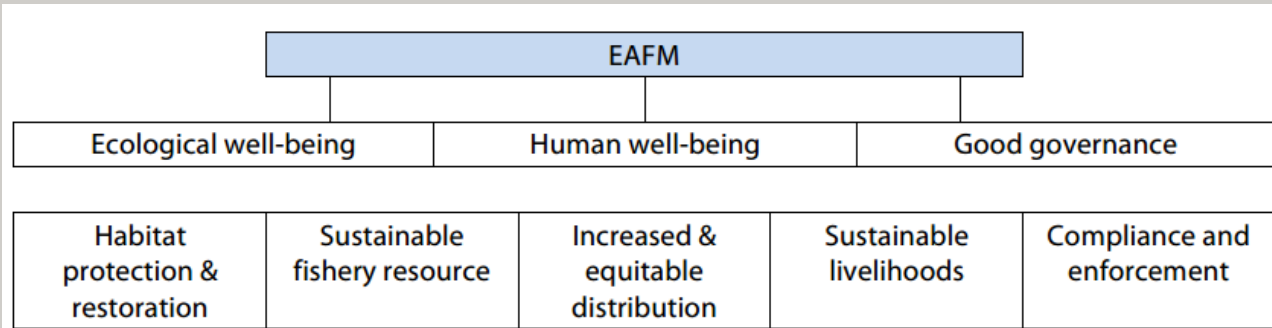 EAFM
Ecological well-being
Human well-being
Good governance
Habitat
protection &
restoration
Sustainable
fishery resource
Increased &
equitable
distribution
Sustainable
livelihoods
Compliance and
enforcement